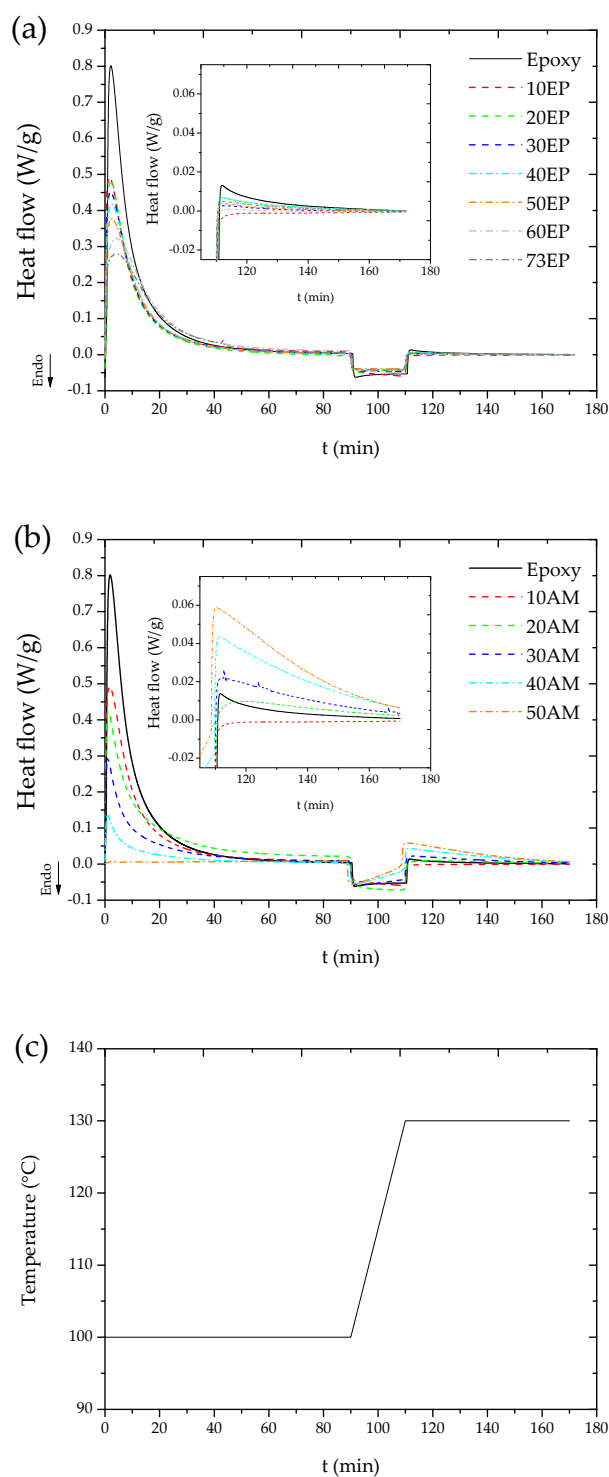 (a)
0.9
0.8
0.7
0.6
0.5
0.4
0.3
0.2
0.1
0.0
-0.1
Heat flow (W/g)
Endo
0 20 40 60 80 100 120 140 160 180
t (min)
0.06
0.04
0.02
0.00
-0.02
Heat flow (W/g)
120 140 160 180
t (min)
Epoxy
10EP
20EP
30EP
40EP
50EP
60EP
73EP
(b)
0.9
0.8
0.7
0.6
0.5
0.4
0.3
0.2
0.1
0.0
-0.1
Heat flow (W/g)
Endo
0 20 40 60 80 100 120 140 160 180
t (min)
0.06
0.04
0.02
0.00
-0.02
Heat flow (W/g)
120 140 160 180
t (min)
Epoxy
10AM
20AM
30AM
40AM
50AM
(c)
140
130
120
110
100
90
Temperature (°C)
0 20 40 60 80 100 120 140 160 180
t (min)